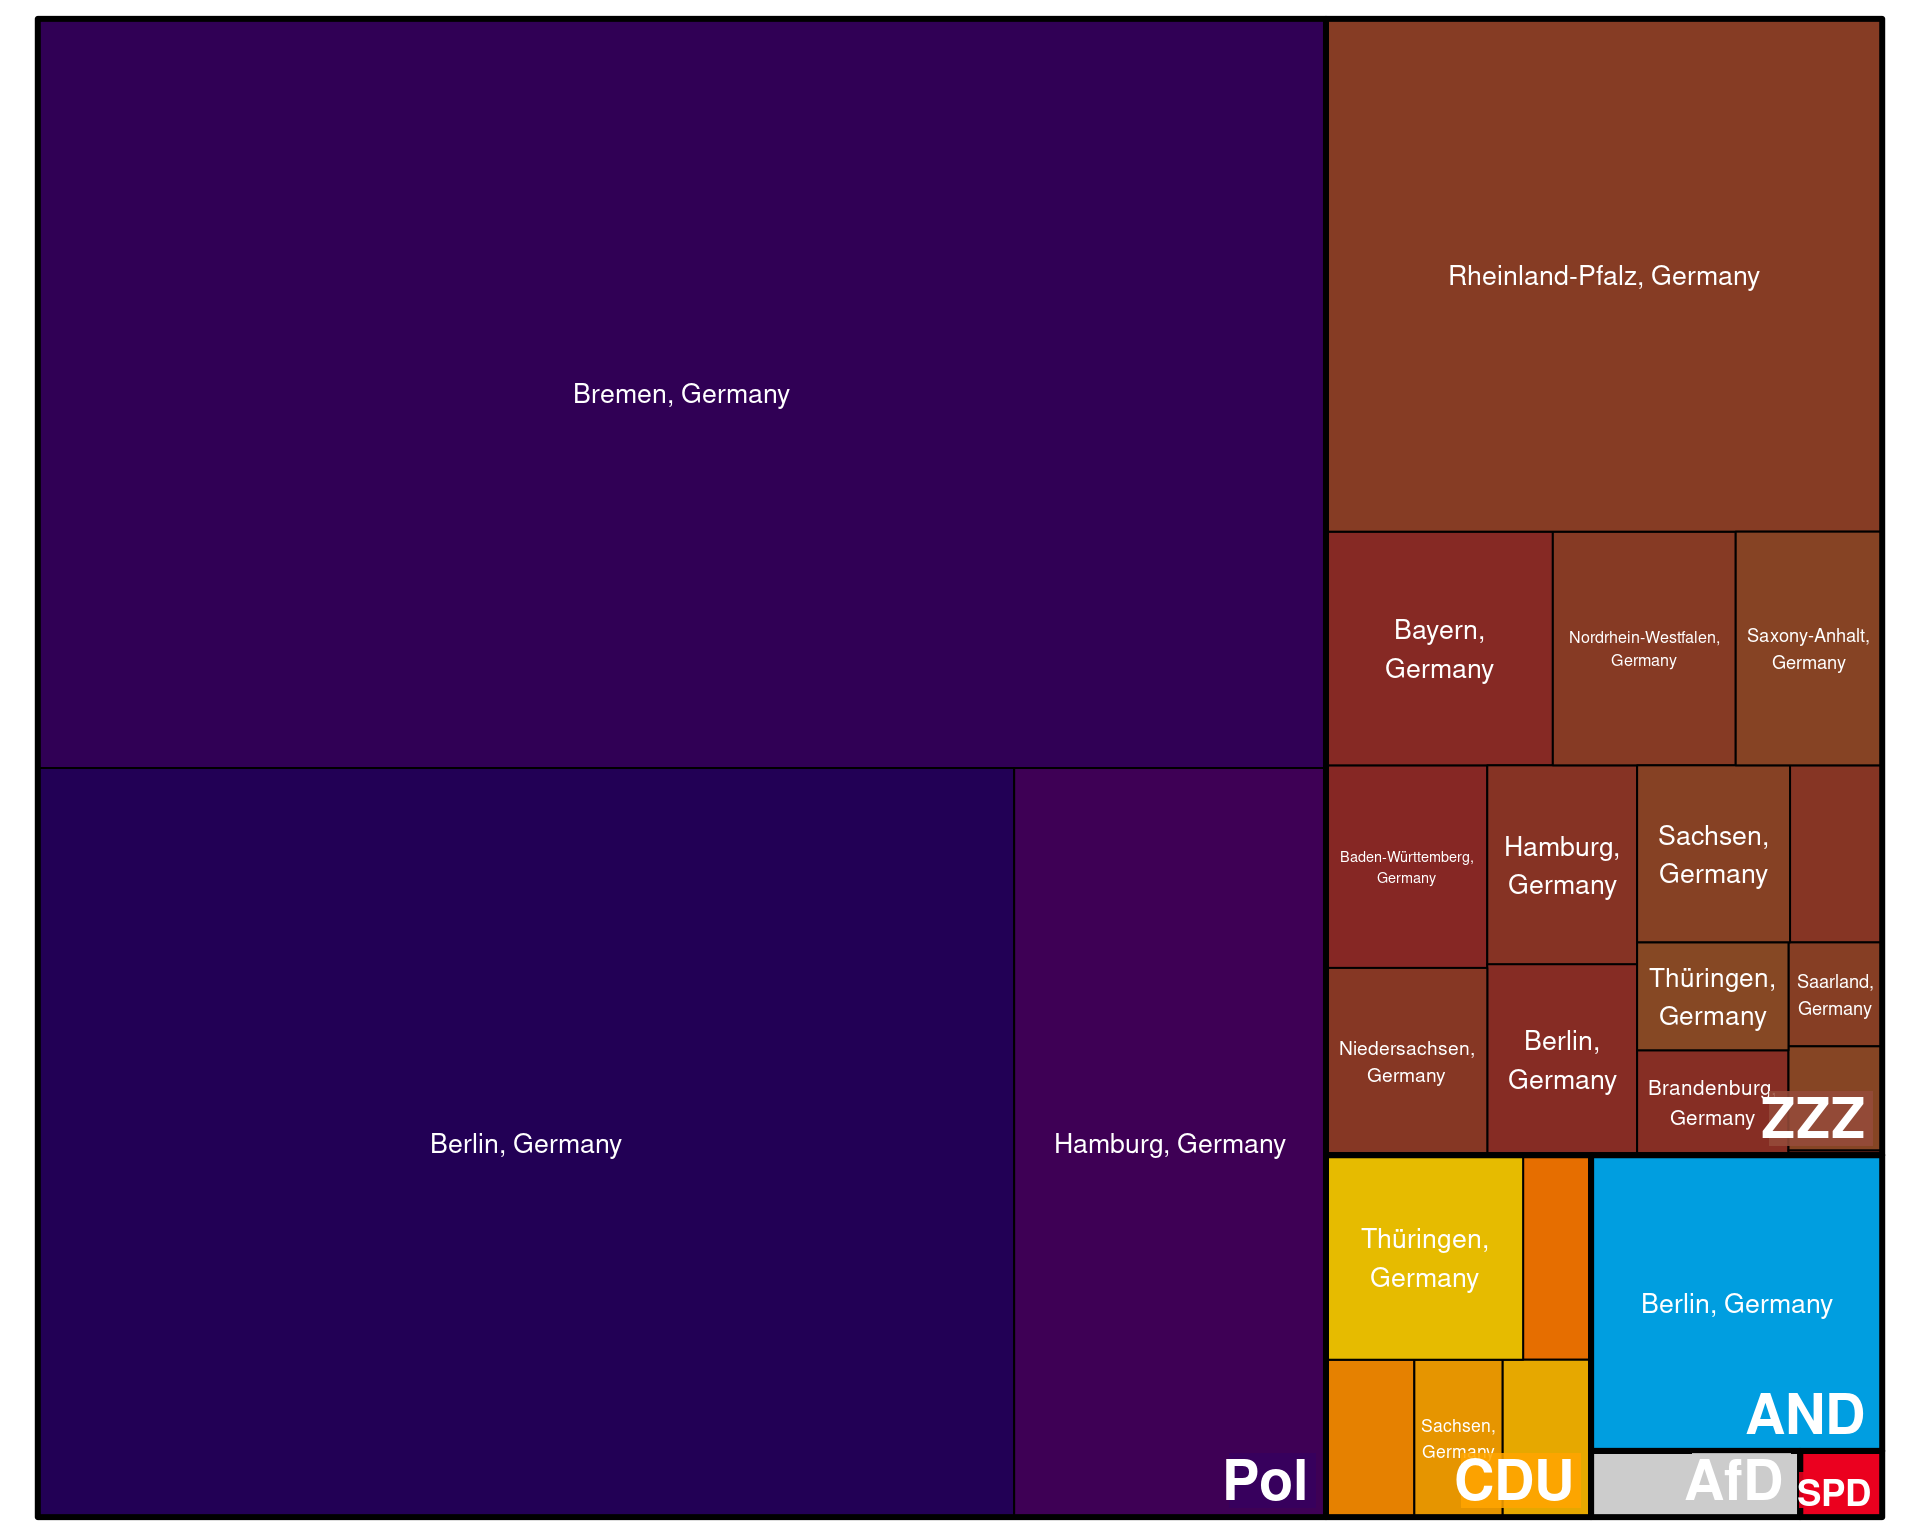 Bremen, Germany
Berlin, Germany
Hamburg, Germany
Pol
Rheinland-Pfalz, Germany
Bayern,
Germany
Nordrhein-Westfalen,
Germany
Saxony-Anhalt,
Germany
Baden-Württemberg,
Germany
Hamburg,
Germany
Sachsen,
Germany
Niedersachsen,
Germany
Berlin,
Germany
Thüringen,
Germany
Saarland,
Germany
Brandenburg,
Germany
ZZZ
Thüringen,
Germany
Sachsen,
Germany
CDU
Berlin, Germany
AND
AfD
SPD